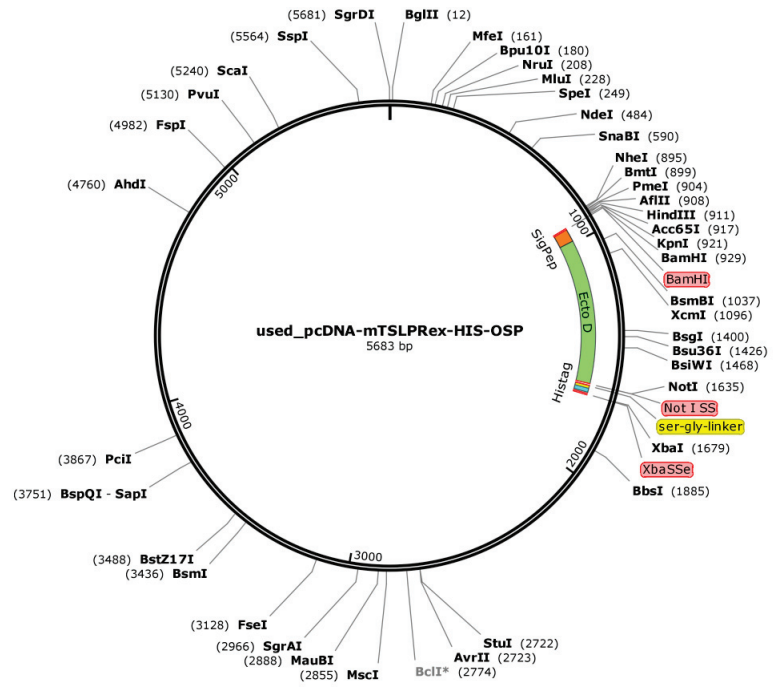 (5681) SgrDI
BglII (12)
(5564) SspI
MfeI (161)
Bpu10I (180)
(5240) ScaI
NruI (208)
MluI (228)
(5130) PvuI
SpeI (249)
NdeI (484)
(4982) FspI
SnaBI (590)
NheI (895)
BmtI (899)
(4760) AhdI
PmeI (904)
AflII (908)
HindIII (911)
Acc65I (917)
KpnI (921)
BamHI (929)
BamHI
BsmBI (1037)
XcmI (1096)
5000
1000
SigPep
Ecto D
used_pcDNA-mTSLPRex-HIS-OSP
5683 bp
BsgI (1400)
Bsu36I (1426)
BsiWI (1468)
Histag
NotI (1635)
Not I SS
ser-gly-linker
XbaI (1679)
XbaSSe
4000
2000
(3867) PciI
BbsI (1885)
(3751) BspQI - SapI
(3488) BstZ17I
(3436) BsmI
3000
(3128) FseI
(2966) SgrAI
(2888) MauBI
(2855) MscI
StuI (2722)
AvrII (2723)
BclI* (2774)